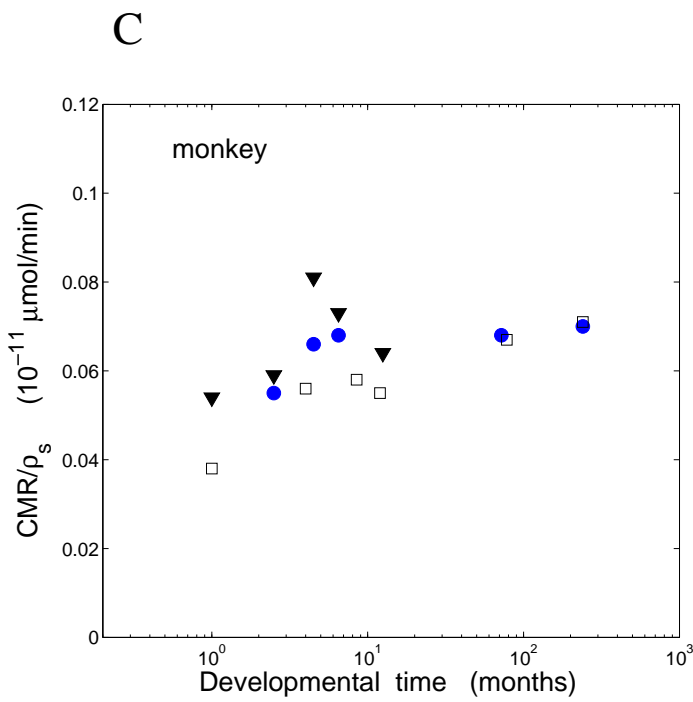 C
0.12
monkey
0.1
0.08
0.06
0.04
0.02
0
CMR/ρₛ (10⁻¹¹ μmol/min)
10⁰ 10¹ 10² 10³
Developmental time (months)